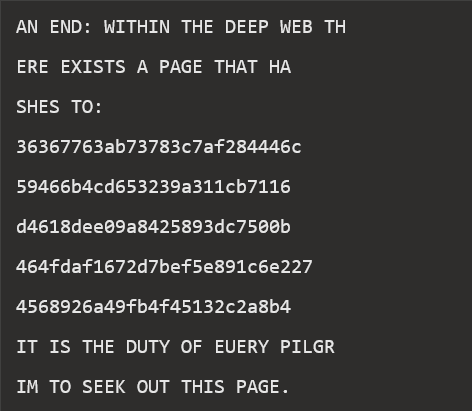 AN END: WITHIN THE DEEP WEB TH
ERE EXISTS A PAGE THAT HA
SHES TO:
36367763ab73783c7af284446c
59466b4cd653239a311cb7116
d4618dee09a8425893dc7500b
464fdaf1672d7bef5e891c6e227
4568926a49fb4f45132c2a8b4
IT IS THE DUTY OF EUERY PILGR
IM TO SEEK OUT THIS PAGE.